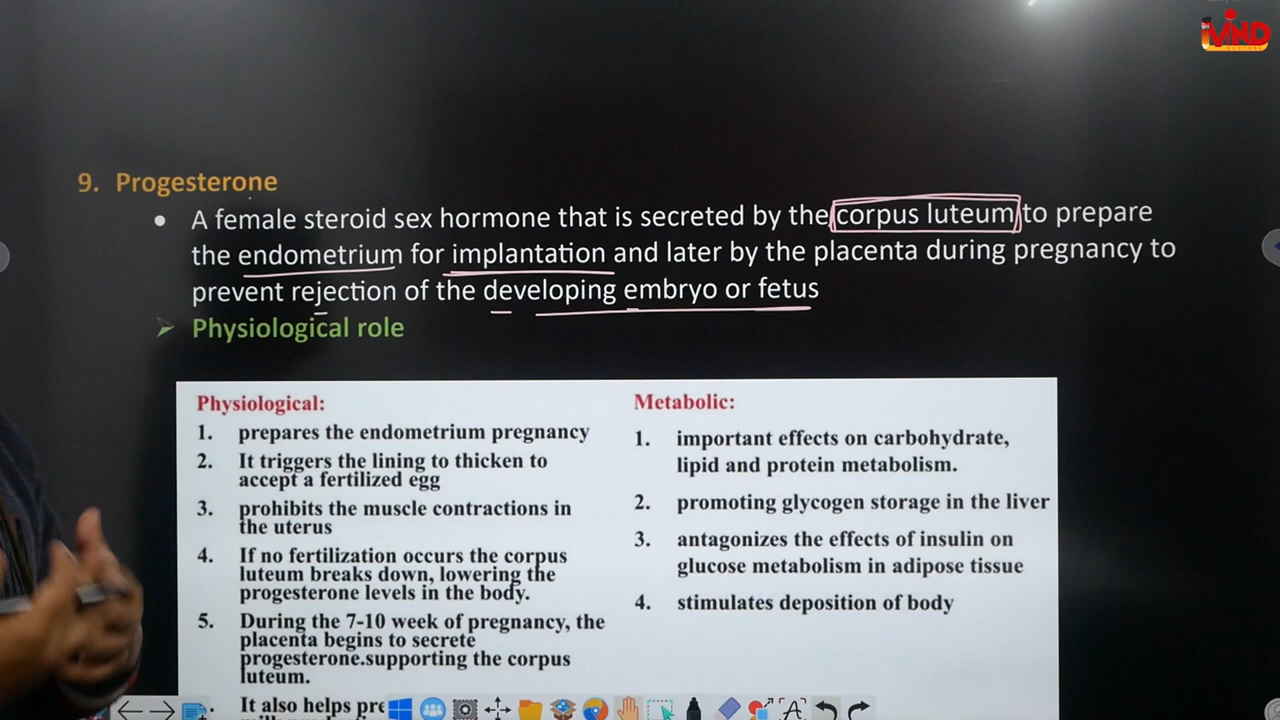 iMIND
9. Progesterone
• A female steroid sex hormone that is secreted by the corpus luteum to prepare
the endometrium for implantation and later by the placenta during pregnancy to
prevent rejection of the developing embryo or fetus
➢ Physiological role
Physiological:
1. prepares the endometrium pregnancy
2. It triggers the lining to thicken to
accept a fertilized egg
3. prohibits the muscle contractions in
the uterus
4. If no fertilization occurs the corpus
luteum breaks down, lowering the
progesterone levels in the body.
5. During the 7-10 week of pregnancy, the
placenta begins to secrete
progesterone.supporting the corpus
luteum.
It also helps pre
Metabolic:
1. important effects on carbohydrate,
lipid and protein metabolism.
2. promoting glycogen storage in the liver
3. antagonizes the effects of insulin on
glucose metabolism in adipose tissue
4. stimulates deposition of body